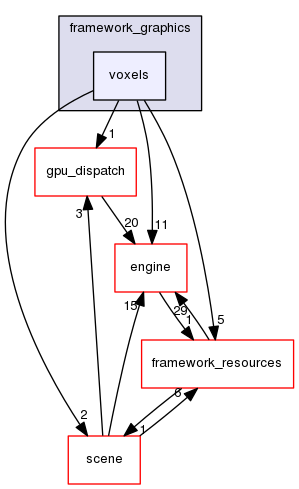 framework_graphics
voxels
1
gpu_dispatch
3
20
11
engine
15
29
1
5
framework_resources
6
2
1
scene